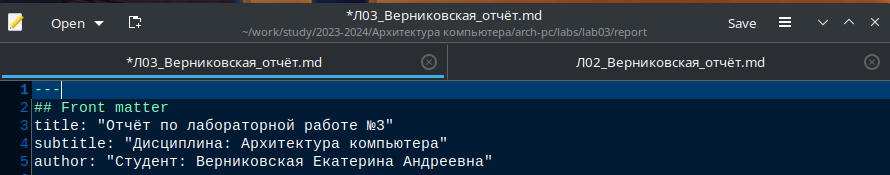 Open
*Л03_Верниковская_отчёт.md
~/work/study/2023-2024/Архитектура компьютера/arch-pc/labs/lab03/report
Save
*Л03_Верниковская_отчёт.md
Л02_Верниковская_отчёт.md
1 ---
2 ## Front matter
3 title: "Отчёт по лабораторной работе №3"
4 subtitle: "Дисциплина: Архитектура компьютера"
5 author: "Студент: Верниковская Екатерина Андреевна"